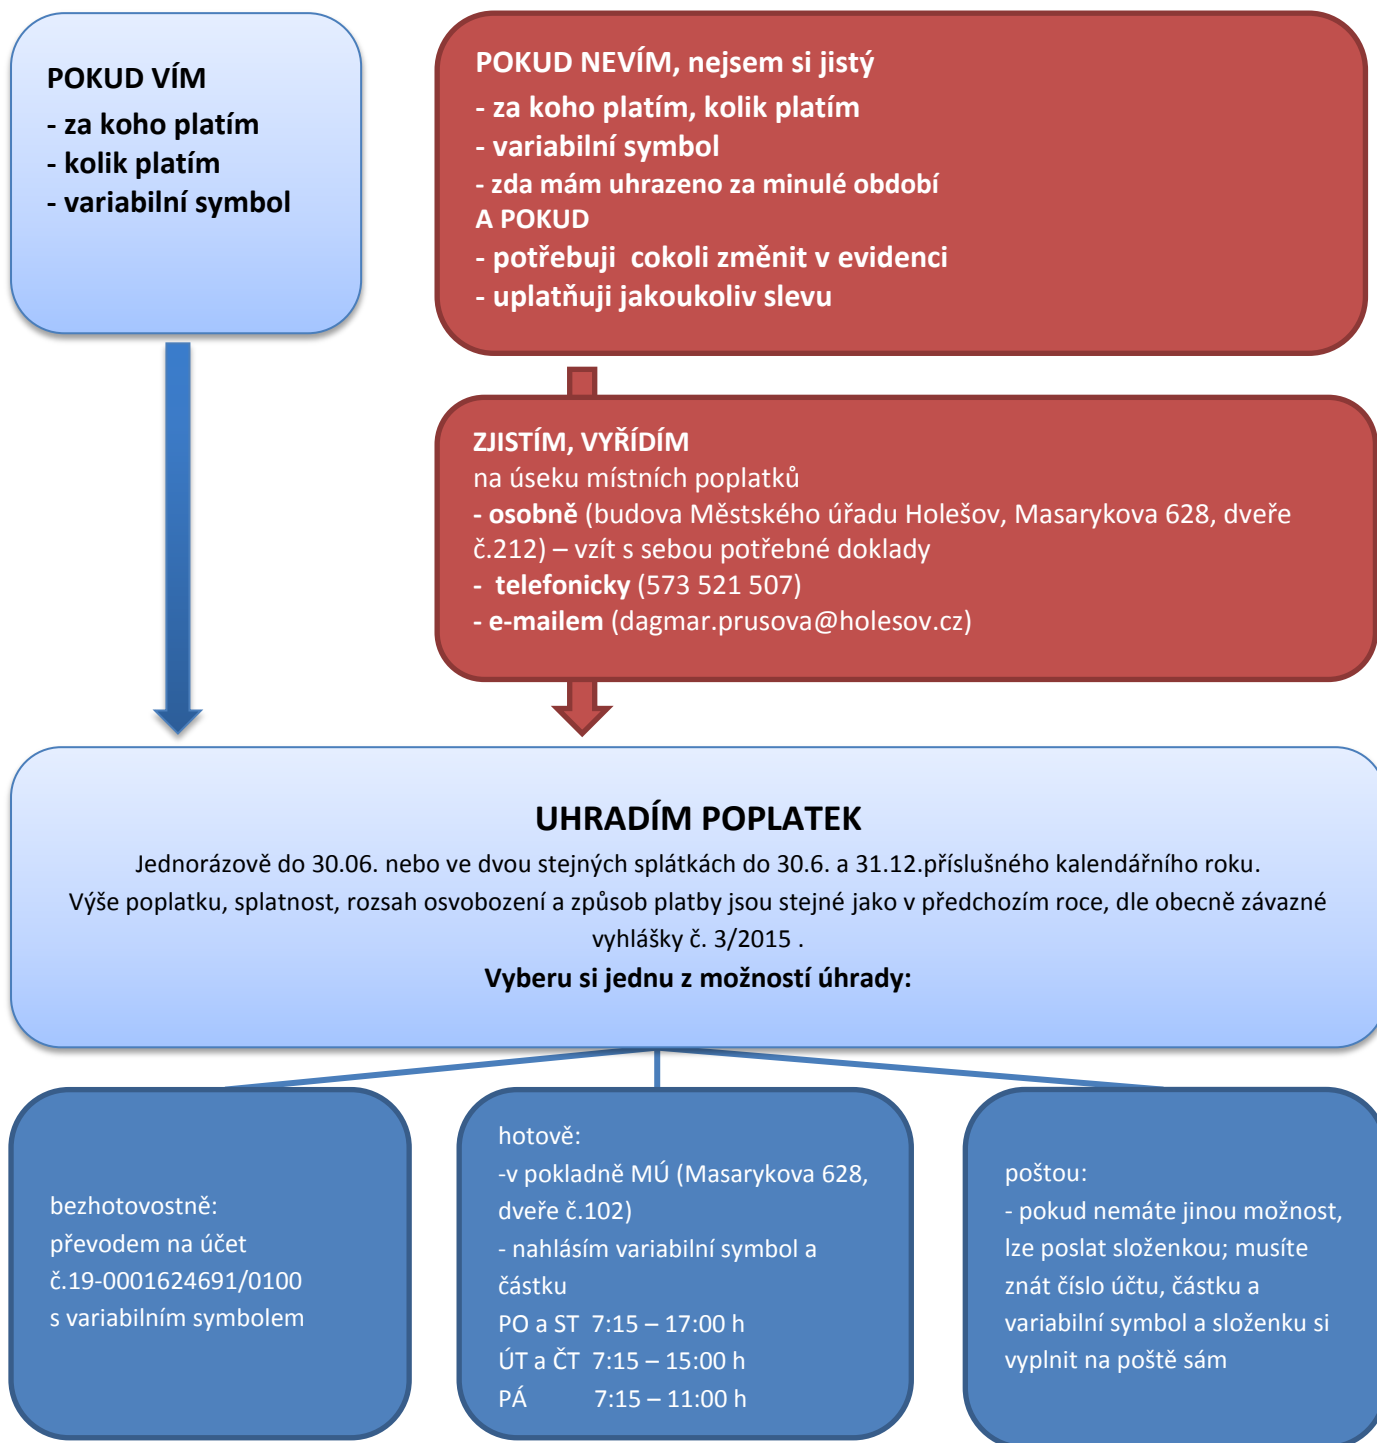 POKUD VÍM
- za koho platím
- kolik platím
- variabilní symbol
POKUD NEVÍM, nejsem si jistý
- za koho platím, kolik platím
- variabilní symbol
- zda mám uhrazeno za minulé období
A POKUD
- potřebuji  cokoli změnit v evidenci
- uplatňuji jakoukoliv slevu
ZJISTÍM, VYŘÍDÍM
na úseku místních poplatků
- osobně (budova Městského úřadu Holešov, Masarykova 628, dveře
č.212) – vzít s sebou potřebné doklady
-  telefonicky (573 521 507)
- e-mailem (dagmar.prusova@holesov.cz)
UHRADÍM POPLATEK
Jednorázově do 30.06. nebo ve dvou stejných splátkách do 30.6. a 31.12.příslušného kalendářního roku.
Výše poplatku, splatnost, rozsah osvobození a způsob platby jsou stejné jako v předchozím roce, dle obecně závazné
vyhlášky č. 3/2015 .
Vyberu si jednu z možností úhrady:
bezhotovostně:
převodem na účet
č.19-0001624691/0100
s variabilním symbolem
hotově:
-v pokladně MÚ (Masarykova 628,
dveře č.102)
- nahlásím variabilní symbol a
částku
PO a ST  7:15 – 17:00 h
ÚT a ČT  7:15 – 15:00 h
PÁ          7:15 – 11:00 h
poštou:
- pokud nemáte jinou možnost,
lze poslat složenkou; musíte
znát číslo účtu, částku a
variabilní symbol a složenku si
vyplnit na poště sám